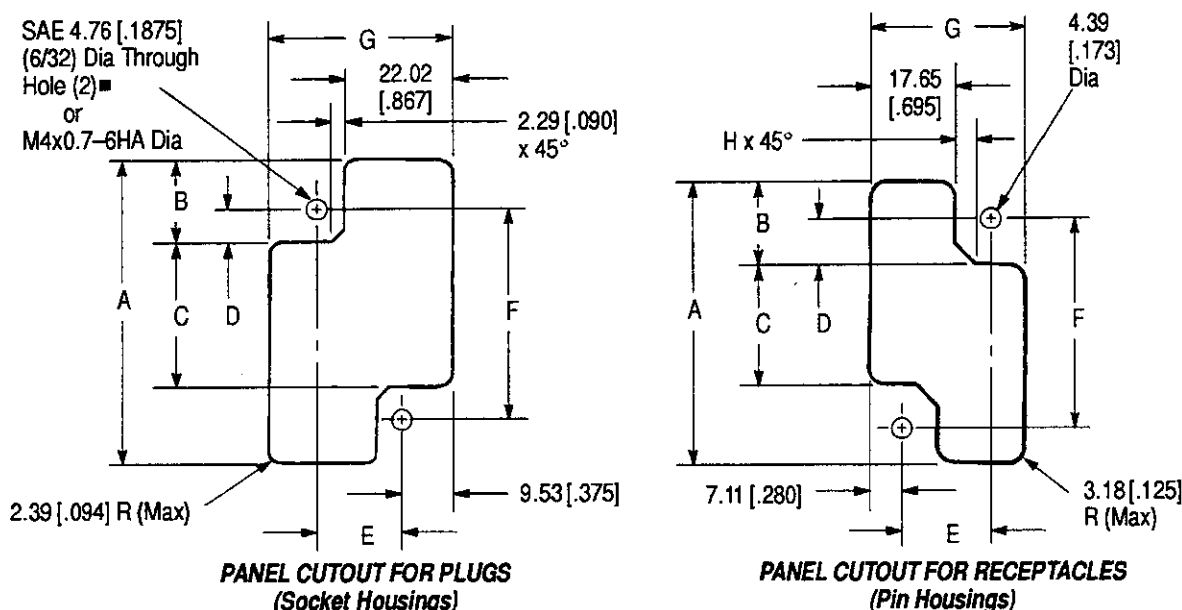 SAE 4.76 [.1875]
(6/32) Dia Through
Hole (2)■
or
M4x0.7–6HA Dia
G
22.02
[.867]
2.29 [.090]
x 45°
A
B
C
D
F
2.39 [.094] R (Max)
9.53 [.375]
E
PANEL CUTOUT FOR PLUGS
(Socket Housings)
G
4.39
[.173]
Dia
17.65
[.695]
H x 45°
A
B
C
D
F
7.11 [.280]
3.18 [.125]
R (Max)
E
PANEL CUTOUT FOR RECEPTACLES
(Pin Housings)